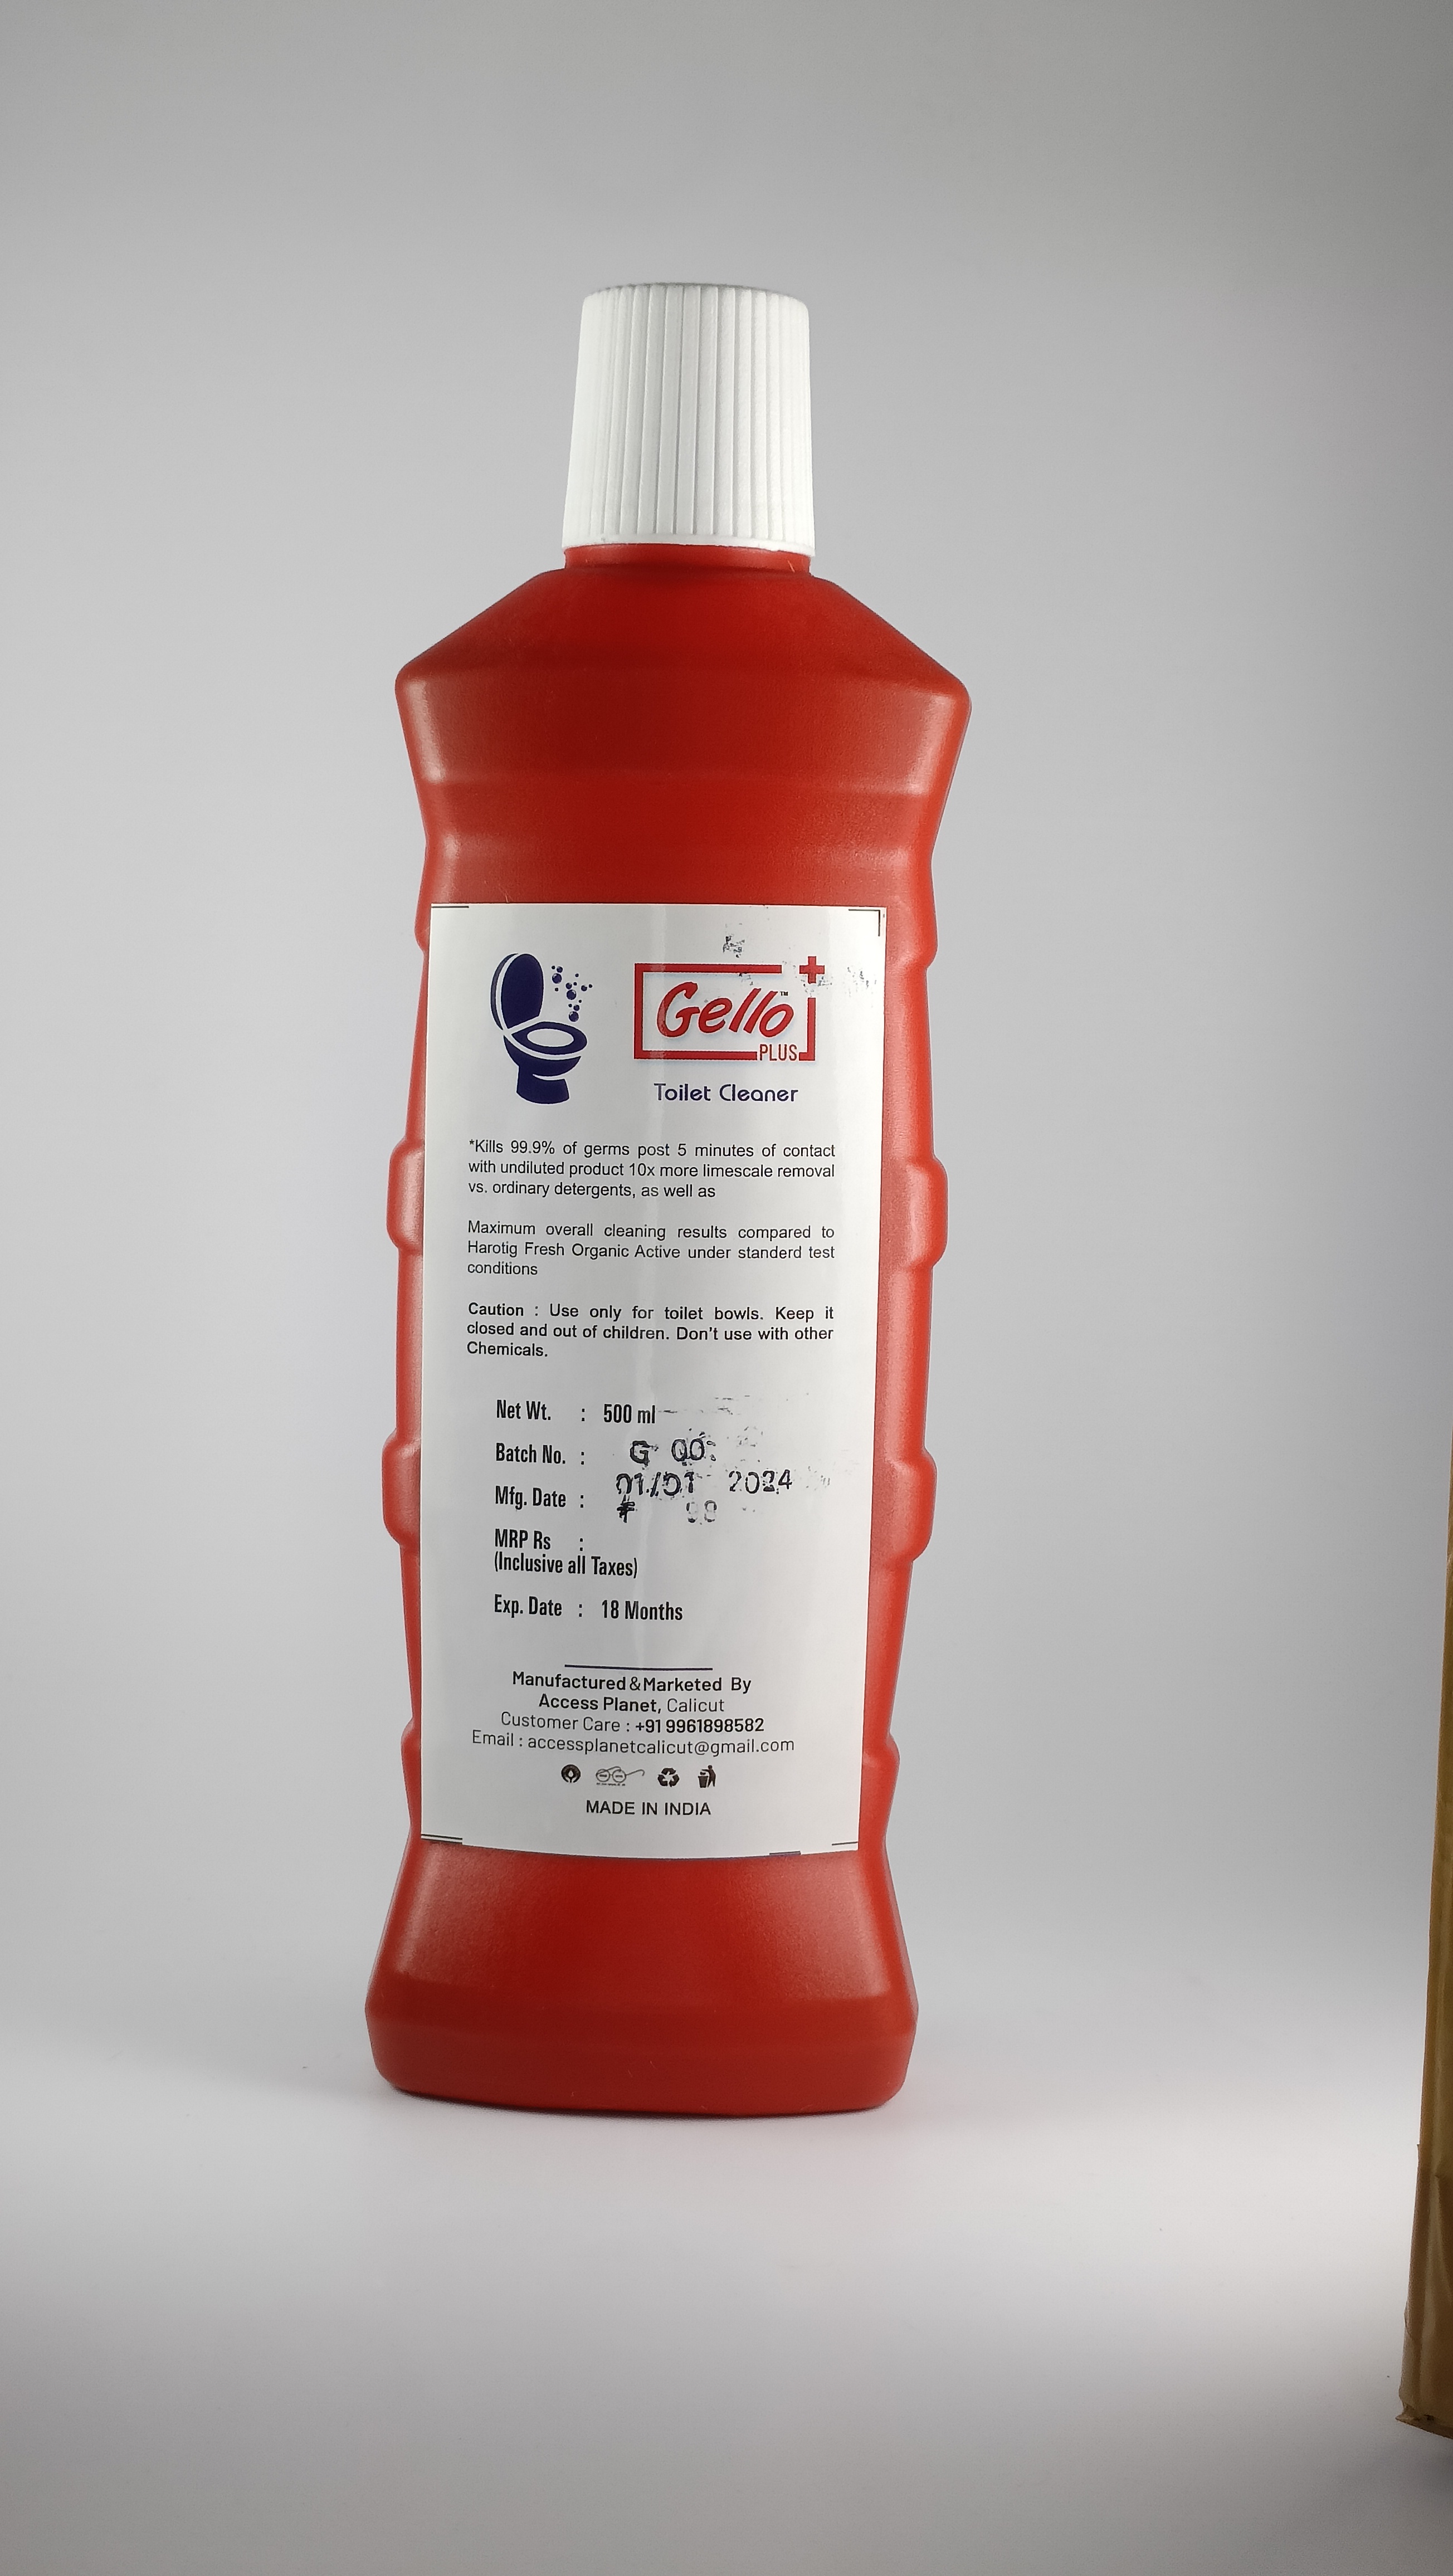 Gello™
PLUS
Toilet Cleaner
*Kills 99.9% of germs post 5 minutes of contact
with undiluted product 10x more limescale removal
vs. ordinary detergents, as well as
Maximum overall cleaning results compared to
Harotig Fresh Organic Active under standerd test
conditions
Caution : Use only for toilet bowls. Keep it
closed and out of children. Don't use with other
Chemicals.
Net Wt. : 500 ml
Batch No. : G
Mfg. Date : 01/01 2024
MRP Rs :
(Inclusive all Taxes)
Exp. Date : 18 Months
Manufactured & Marketed By
Access Planet, Calicut
Customer Care : +91 9961898582
Email : accessplanetcalicut@gmail.com
MADE IN INDIA